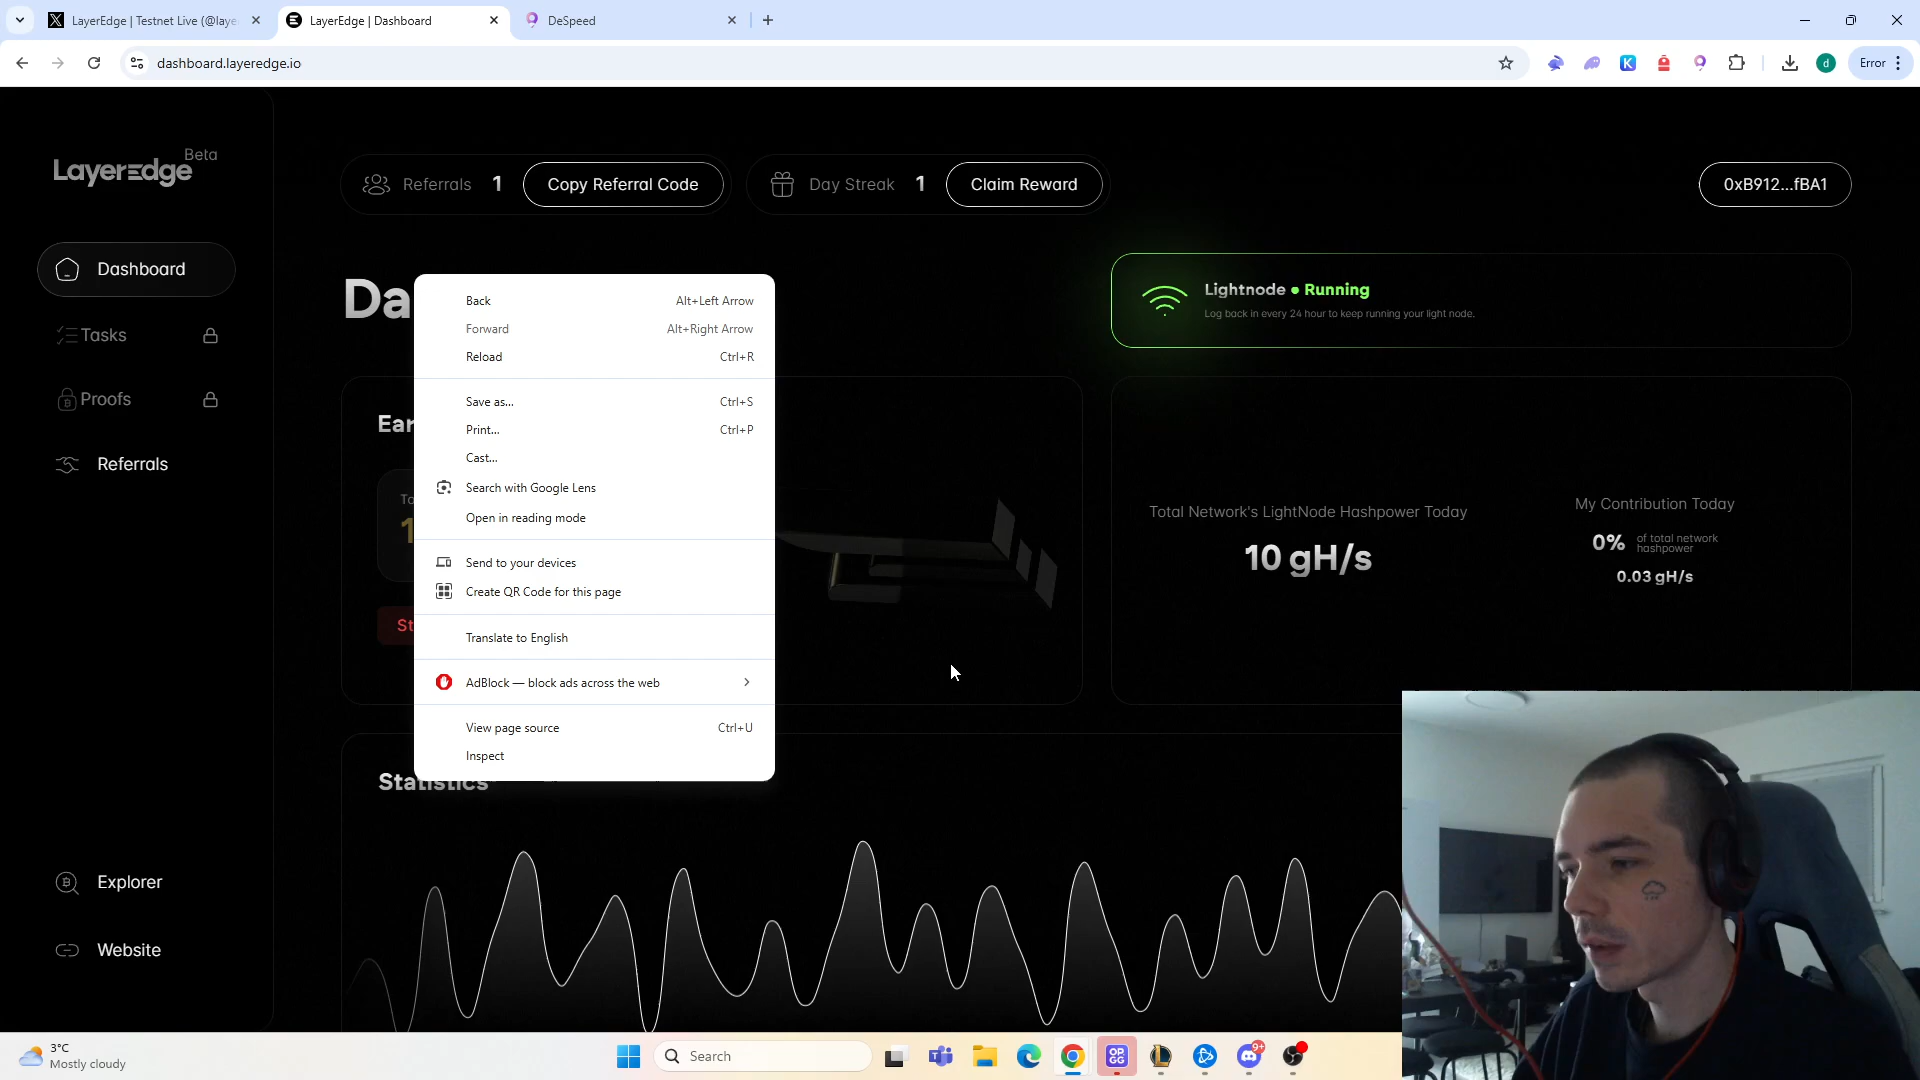 LayerEdge | Testnet Live (@laye
LayerEdge | Dashboard
DeSpeed
dashboard.layeredge.io
Error
LayerEdge
Beta
Referrals 1 Copy Referral Code
Day Streak 1 Claim Reward
0xB912...fBA1
Dashboard
Tasks
Proofs
Referrals
Explorer
Website
Da
Lightnode • Running
Log back in every 24 hour to keep running your light node.
Back Alt+Left Arrow
Forward Alt+Right Arrow
Reload Ctrl+R
Save as... Ctrl+S
Print... Ctrl+P
Cast...
Search with Google Lens
Open in reading mode
Send to your devices
Create QR Code for this page
Translate to English
AdBlock — block ads across the web
View page source Ctrl+U
Inspect
Ear
To
1
St
Total Network's LightNode Hashpower Today
10 gH/s
My Contribution Today
0% of total network
hashpower
0.03 gH/s
Statistics
3°C
Mostly cloudy
Search
OP
GG
9+